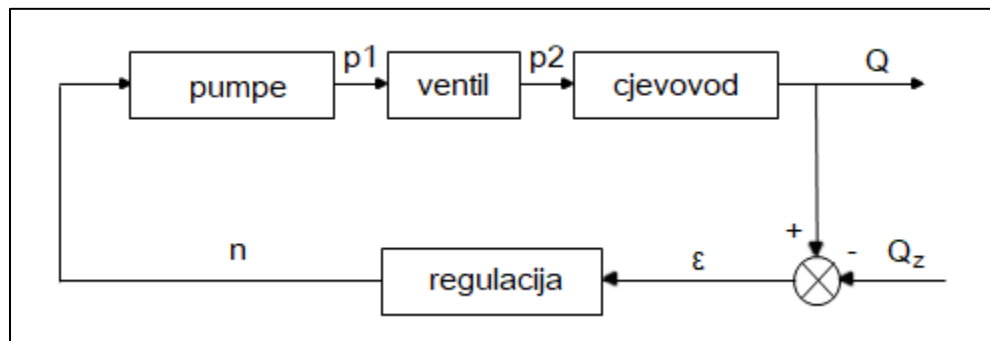 p1
p2
Q
pumpe
ventil
cjevovod
+
-
n
ε
Qz
regulacija